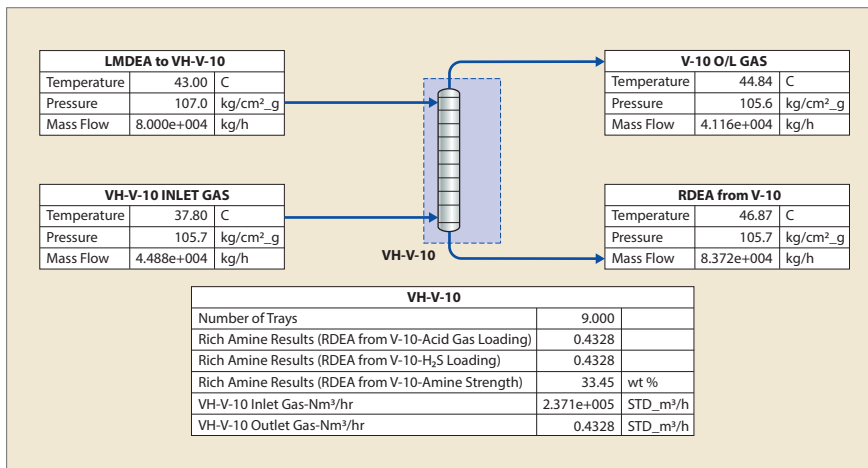 LMDEA to VH-V-10
Temperature 43.00 C
Pressure 107.0 kg/cm²_g
Mass Flow 8.000e+004 kg/h
V-10 O/L GAS
Temperature 44.84 C
Pressure 105.6 kg/cm²_g
Mass Flow 4.116e+004 kg/h
VH-V-10 INLET GAS
Temperature 37.80 C
Pressure 105.7 kg/cm²_g
Mass Flow 4.488e+004 kg/h
VH-V-10
RDEA from V-10
Temperature 46.87 C
Pressure 105.7 kg/cm²_g
Mass Flow 8.372e+004 kg/h
VH-V-10
Number of Trays 9.000
Rich Amine Results (RDEA from V-10-Acid Gas Loading) 0.4328
Rich Amine Results (RDEA from V-10-H₂S Loading) 0.4328
Rich Amine Results (RDEA from V-10-Amine Strength) 33.45 wt %
VH-V-10 Inlet Gas-Nm³/hr 2.371e+005 STD_m³/h
VH-V-10 Outlet Gas-Nm³/hr 0.4328 STD_m³/h